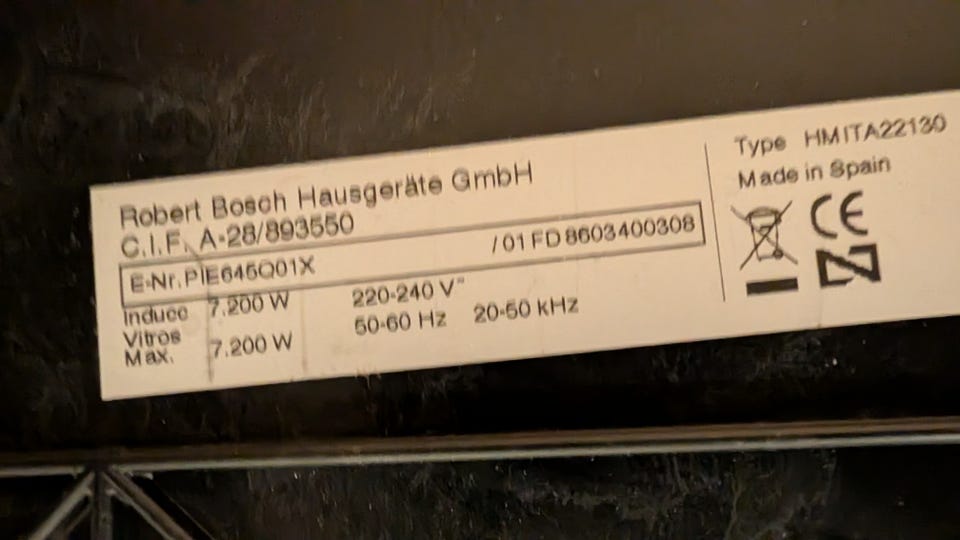 Robert Bosch Hausgeräte GmbH
C.I.F. A-28/893550
E-Nr. PIE645Q01X /01 FD 8603400308
Inducc 7.200 W 220-240 V~
Vitros 50-60 Hz 20-50 kHz
Max. 7.200 W
Type HMITA22130
Made in Spain
CE
N